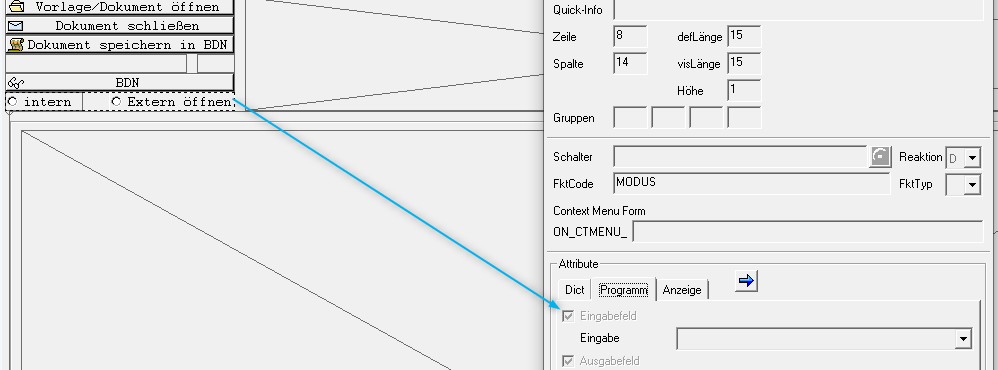 Vorlage/Dokument öffnen
Dokument schließen
Dokument speichern in BDN
BDN
intern Extern öffnen
Quick-Info
Zeile 8 defLänge 15
Spalte 14 visLänge 15
Höhe 1
Gruppen
Schalter Reaktion D
FktCode MODUS FktTyp
Context Menu Form
ON_CTMENU_
Attribute
Dict Programm Anzeige
Eingabefeld
Eingabe
Ausgabefeld